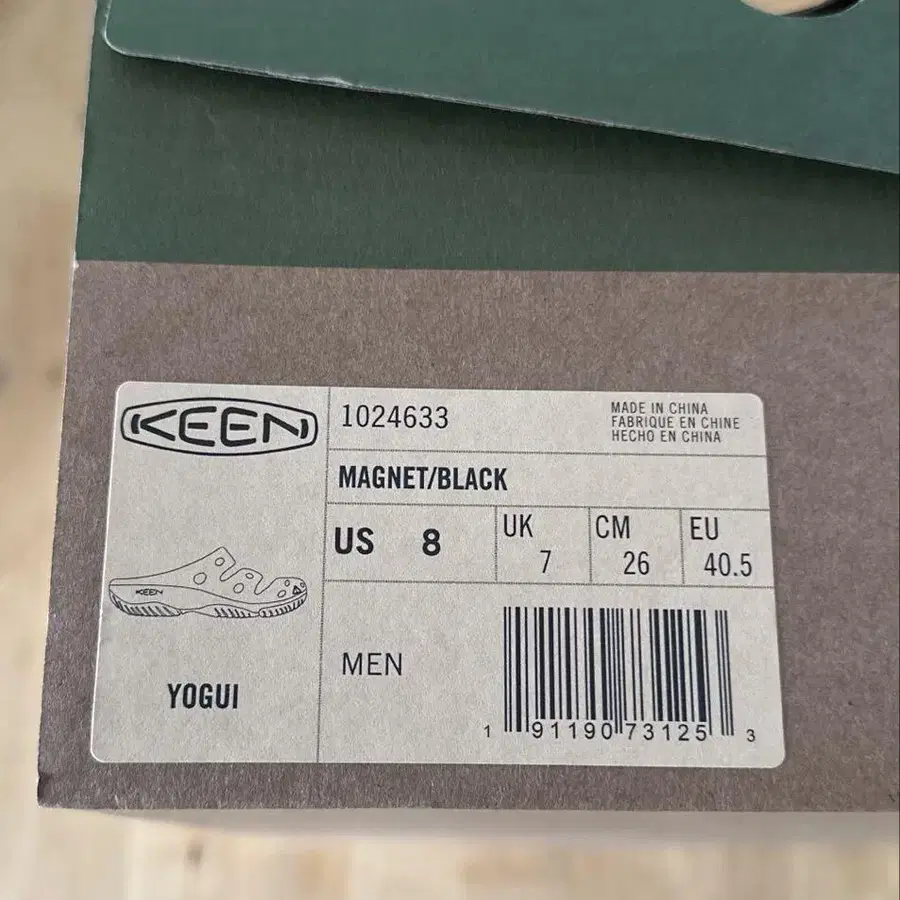 KEEN
1024633
MADE IN CHINA
FABRIQUE EN CHINE
HECHO EN CHINA
MAGNET/BLACK
US 8
UK 7
CM 26
EU 40.5
KEEN
YOGUI
MEN
1 91190 73125 3